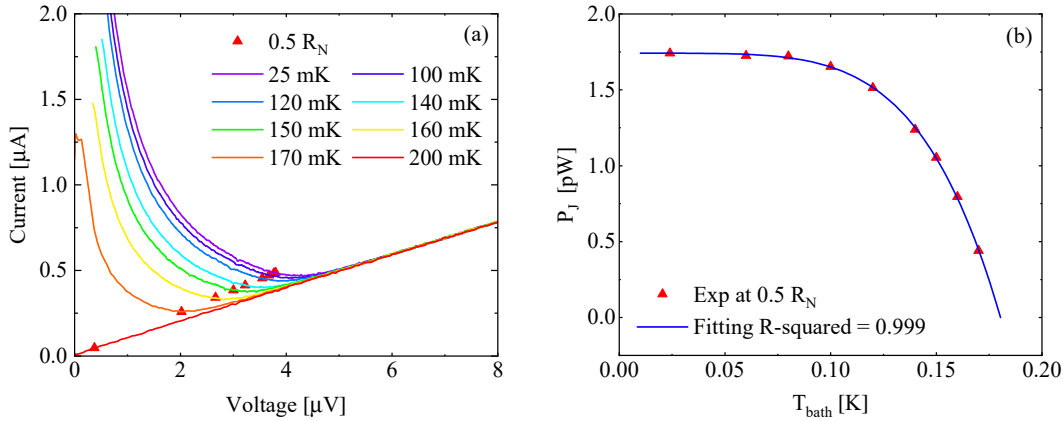 (a)
0.5 R_N
25 mK 100 mK
120 mK 140 mK
150 mK 160 mK
170 mK 200 mK
2.0
1.5
1.0
0.5
0.0
Current [μA]
0 2 4 6 8
Voltage [μV]
(b)
2.0
1.5
1.0
0.5
0.0
P_J [pW]
Exp at 0.5 R_N
Fitting R-squared = 0.999
0.00 0.05 0.10 0.15 0.20
T_bath [K]